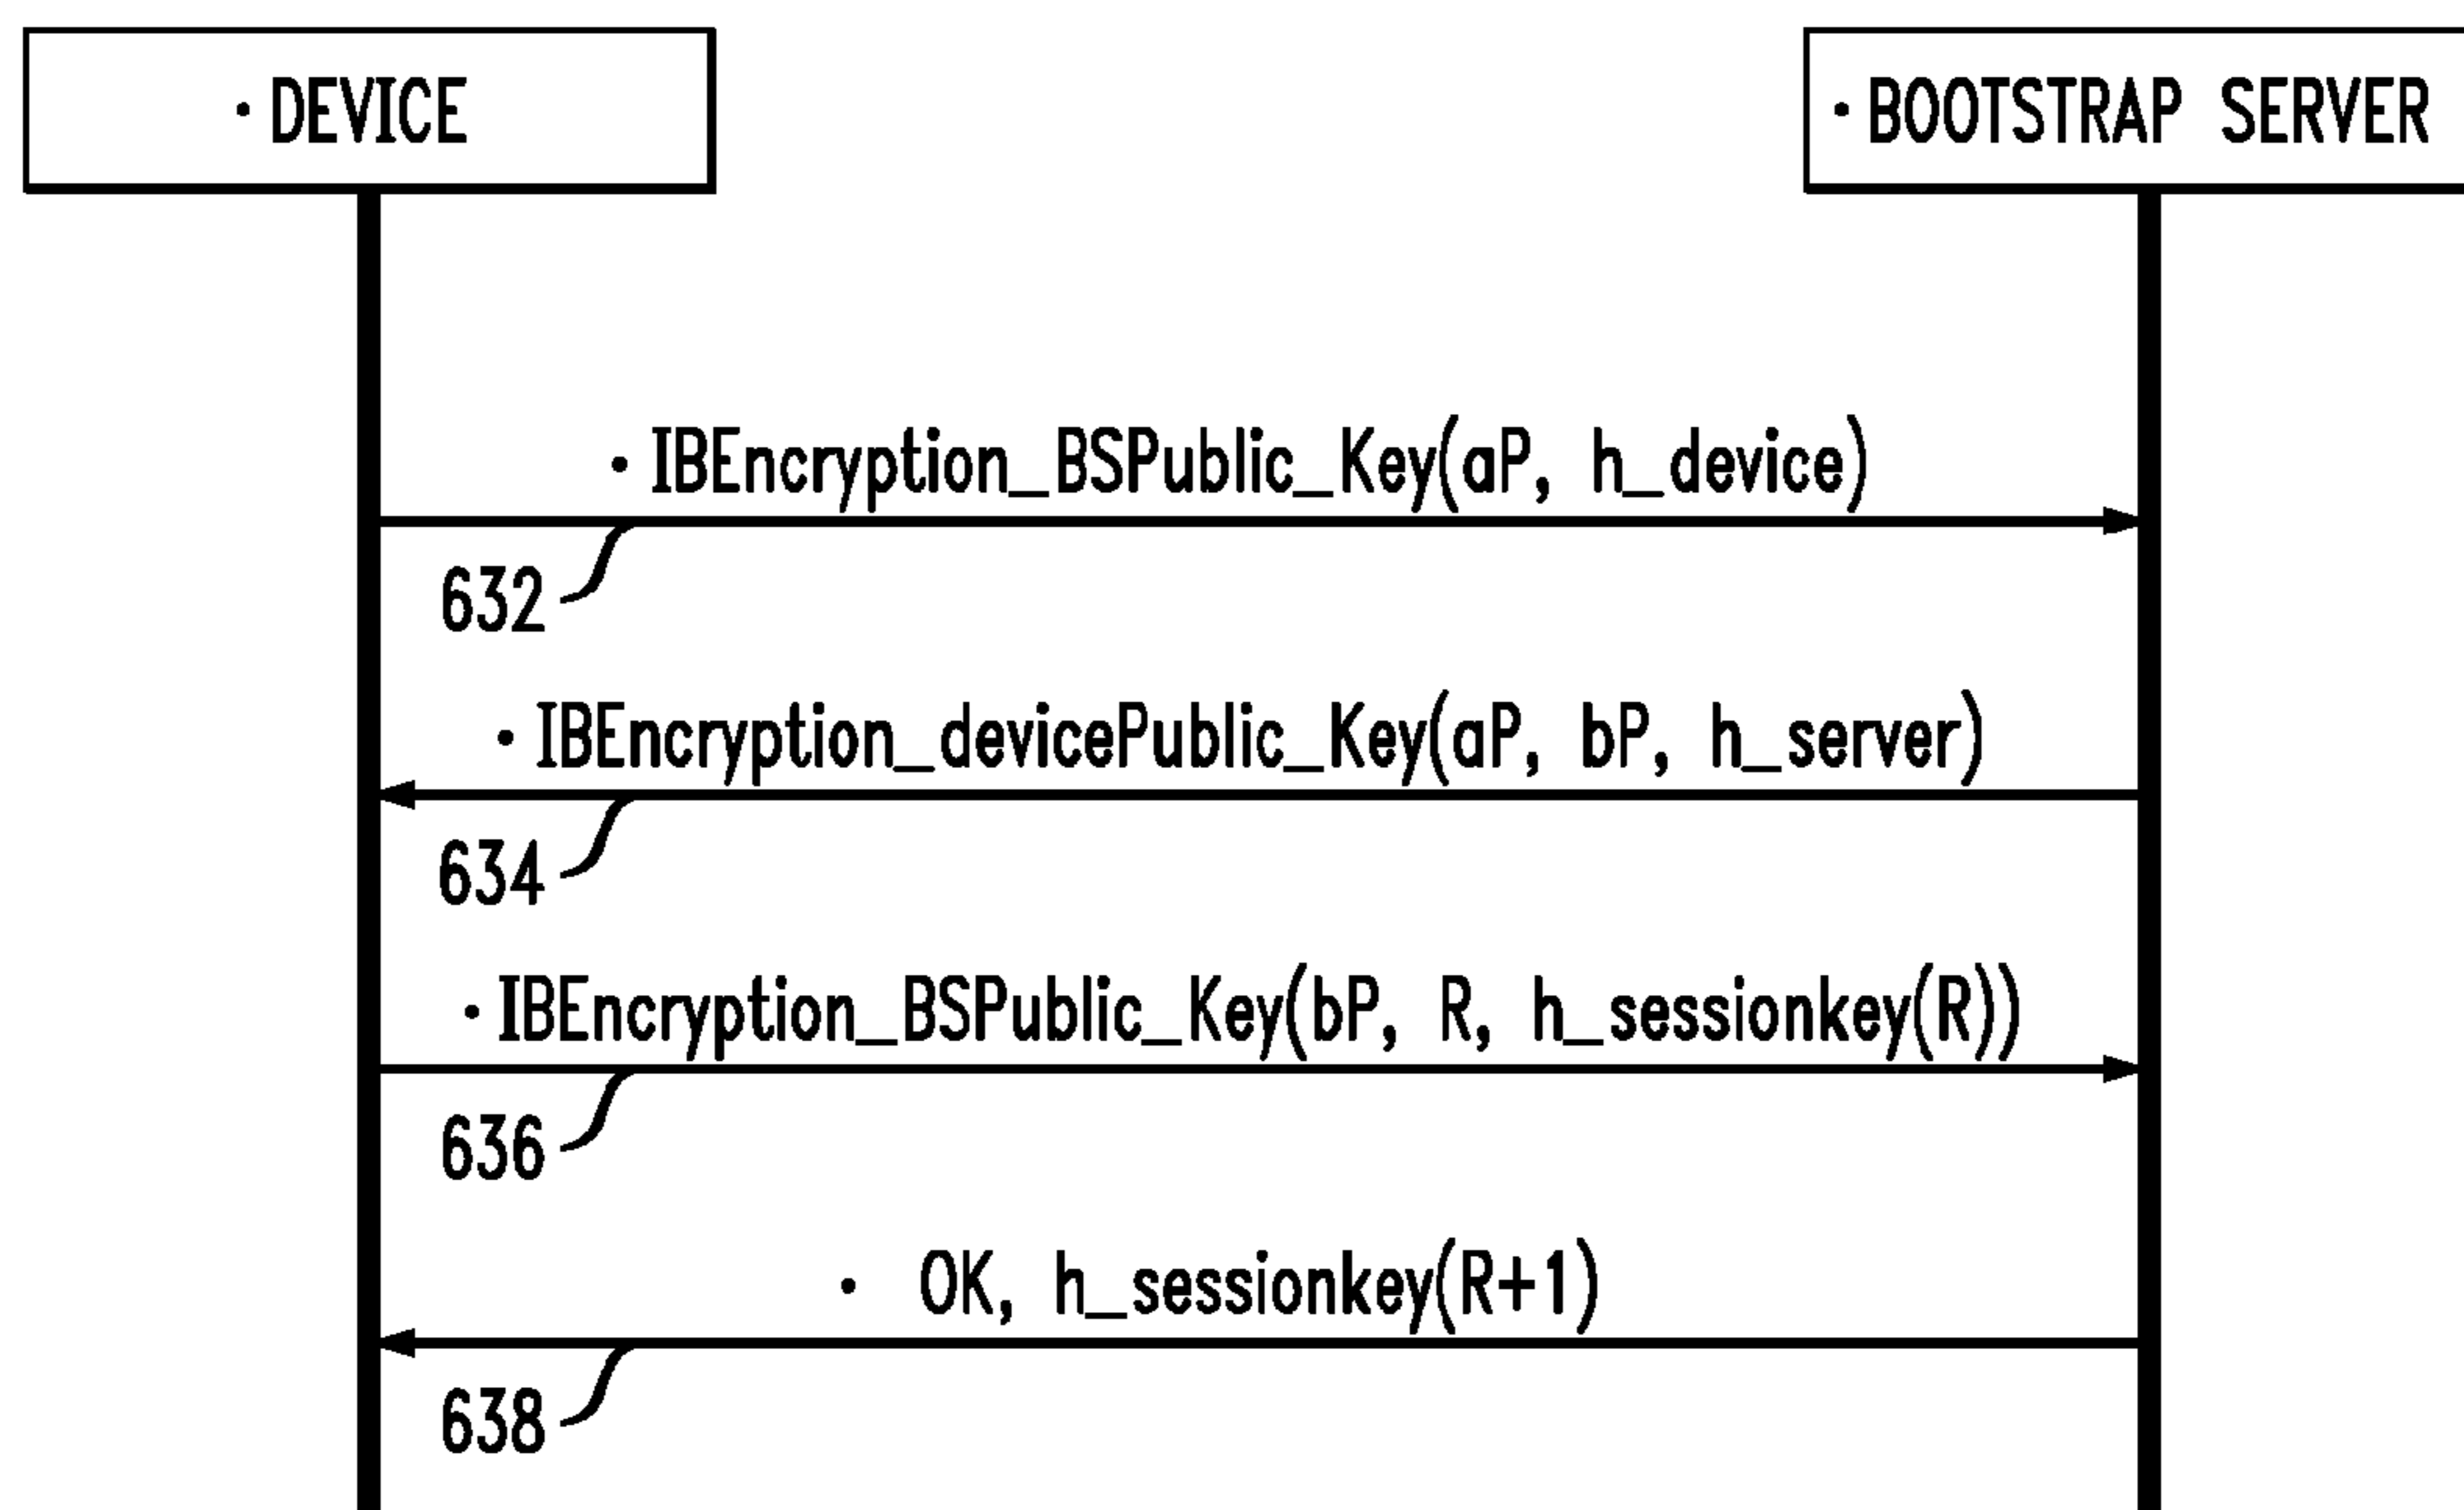 · DEVICE
· BOOTSTRAP SERVER
· IBEncryption_BSPublic_Key(aP, h_device)
632
· IBEncryption_devicePublic_Key(aP, bP, h_server)
634
· IBEncryption_BSPublic_Key(bP, R, h_sessionkey(R))
636
· OK, h_sessionkey(R+1)
638